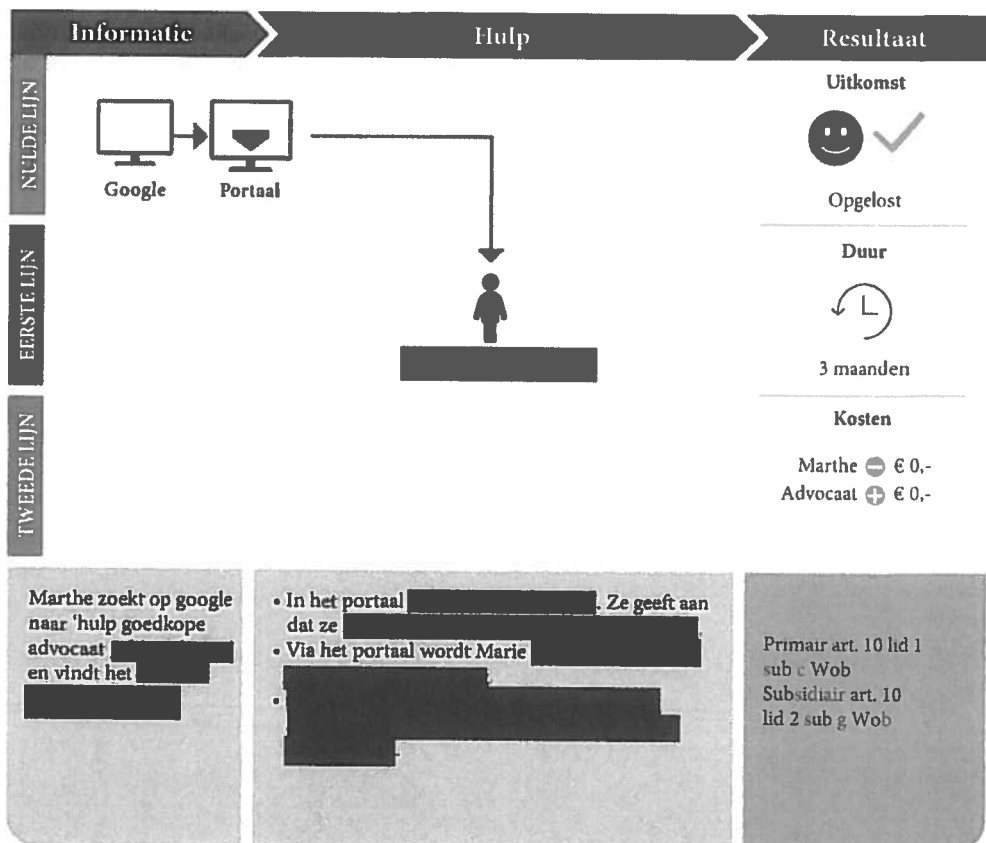 Informatie
Hulp
Resultaat
NULDE LIJN
Google
Portaal
Uitkomst
Opgelost
EERSTE LIJN
Duur
3 maanden
TWEEDE LIJN
Kosten
Marthe € 0,-
Advocaat € 0,-
Marthe zoekt op google
naar 'hulp goedkope
advocaat
en vindt het
• In het portaal . Ze geeft aan
dat ze
• Via het portaal wordt Marie
•
Primair art. 10 lid 1
sub c Wob
Subsidiair art. 10
lid 2 sub g Wob